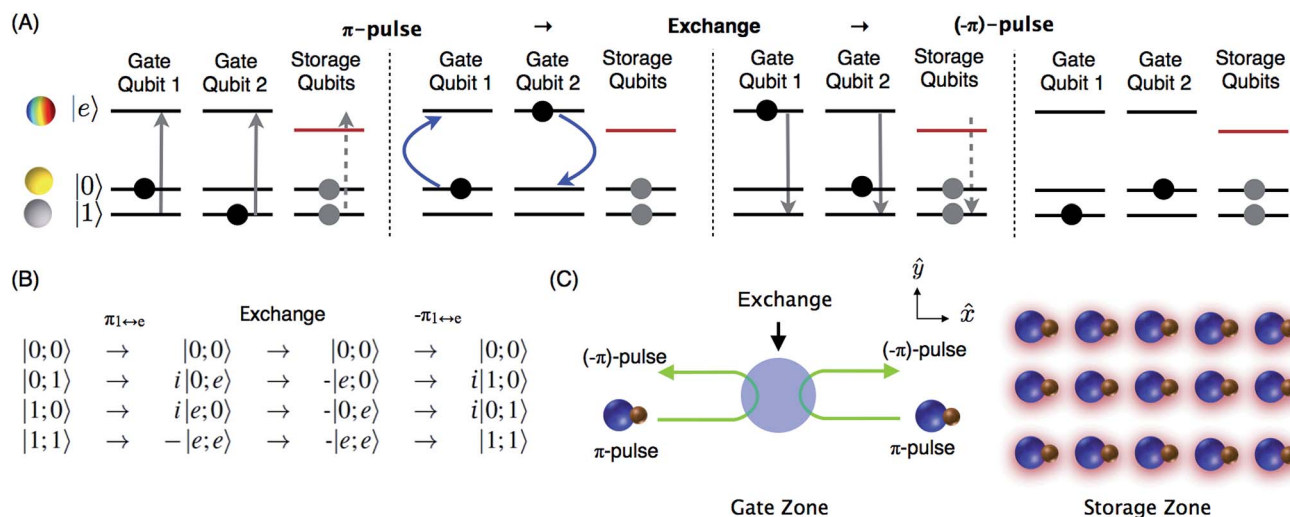 (A)
π-pulse → Exchange → (-π)-pulse
Gate Qubit 1 Gate Qubit 2 Storage Qubits Gate Qubit 1 Gate Qubit 2 Storage Qubits Gate Qubit 1 Gate Qubit 2 Storage Qubits Gate Qubit 1 Gate Qubit 2 Storage Qubits
|e⟩
|0⟩
|1⟩
(B)
π1↔e Exchange -π1↔e
|0;0⟩ → |0;0⟩ → |0;0⟩ → |0;0⟩
|0;1⟩ → i|0;e⟩ → -|e;0⟩ → i|1;0⟩
|1;0⟩ → i|e;0⟩ → -|0;e⟩ → i|0;1⟩
|1;1⟩ → −|e;e⟩ → -|e;e⟩ → |1;1⟩
(C)
Exchange
ŷ
x̂
(-π)-pulse (-π)-pulse
π-pulse π-pulse
Gate Zone Storage Zone